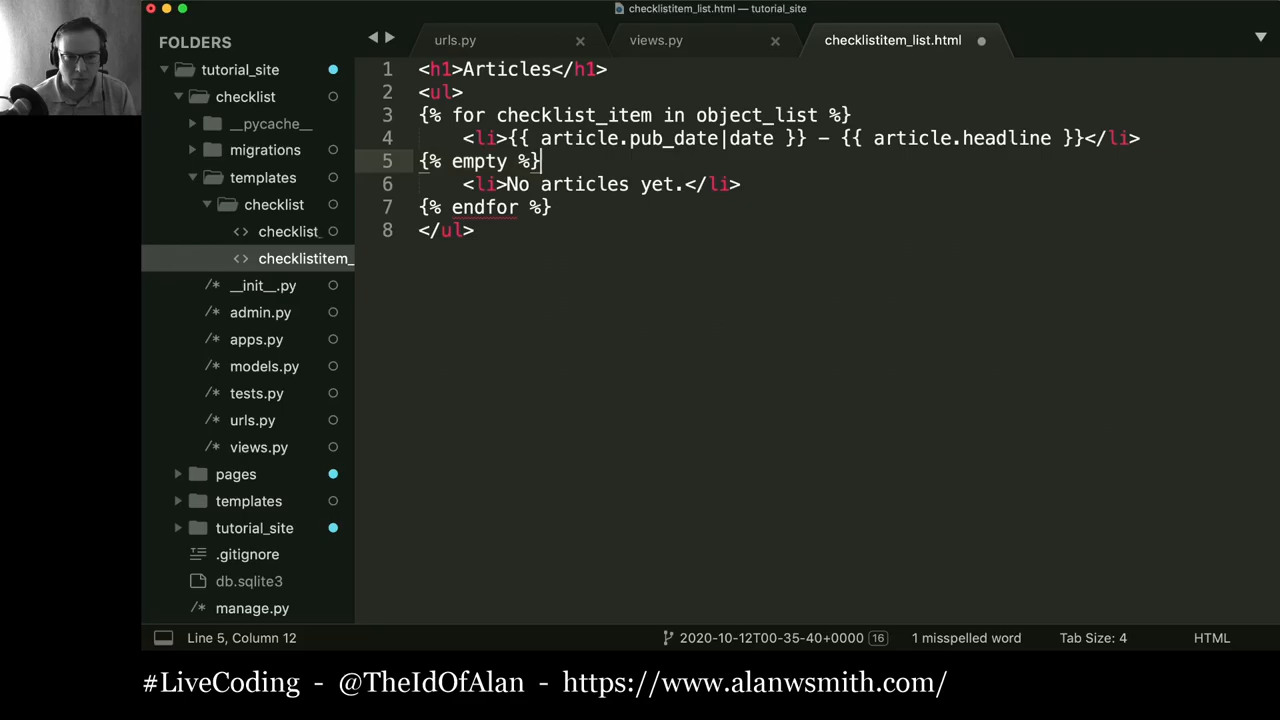 checklistitem_list.html — tutorial_site
FOLDERS
urls.py
views.py
checklistitem_list.html
tutorial_site
checklist
__pycache__
migrations
templates
checklist
checklist_
checklistitem_
__init__.py
admin.py
apps.py
models.py
tests.py
urls.py
views.py
pages
templates
tutorial_site
.gitignore
db.sqlite3
manage.py
1 <h1>Articles</h1>
2 <ul>
3 {% for checklist_item in object_list %}
4 <li>{{ article.pub_date|date }} – {{ article.headline }}</li>
5 {% empty %}
6 <li>No articles yet.</li>
7 {% endfor %}
8 </ul>
Line 5, Column 12
2020-10-12T00-35-40+0000 16
1 misspelled word
Tab Size: 4
HTML
#LiveCoding - @TheIdOfAlan - https://www.alanwsmith.com/